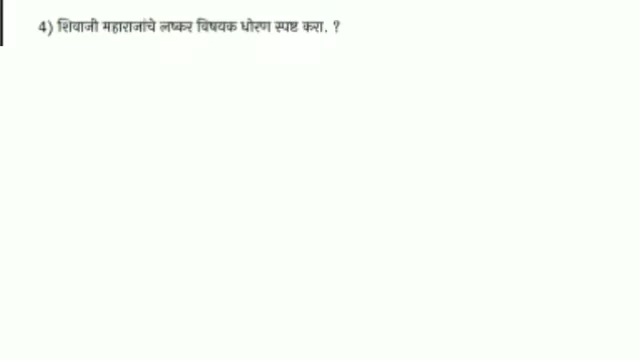 4) शिवाजी महाराजांचे लष्कर विषयक धोरण स्पष्ट करा. ?